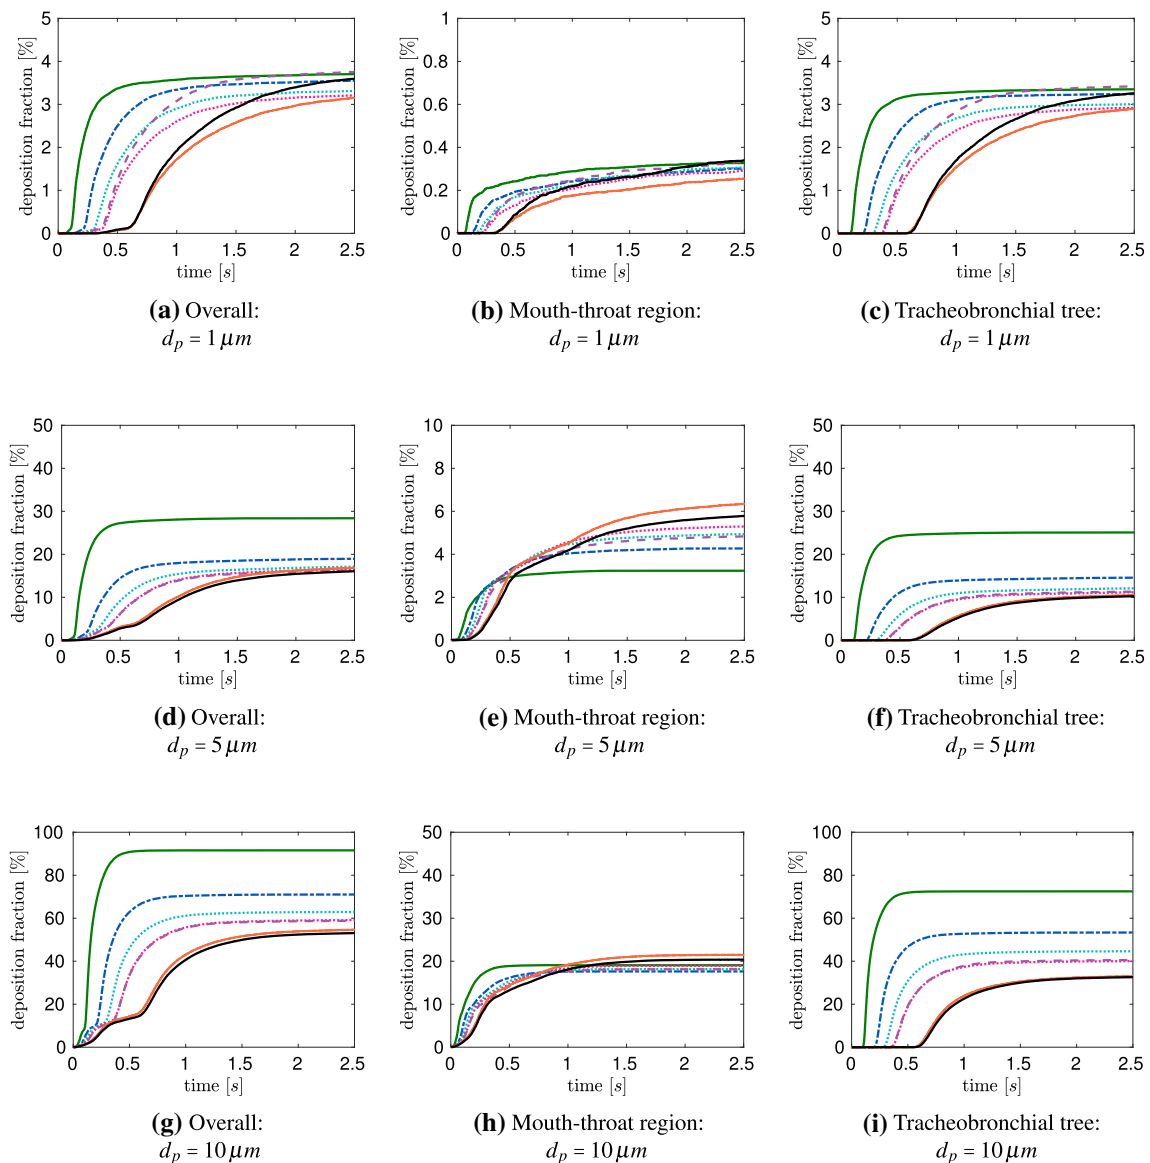 deposition fraction [%]
5
4
3
2
1
0
0 0.5 1 1.5 2 2.5
time [s]
(a) Overall:
d_p = 1 μm
deposition fraction [%]
1
0.8
0.6
0.4
0.2
0
0 0.5 1 1.5 2 2.5
time [s]
(b) Mouth-throat region:
d_p = 1 μm
deposition fraction [%]
5
4
3
2
1
0
0 0.5 1 1.5 2 2.5
time [s]
(c) Tracheobronchial tree:
d_p = 1 μm
deposition fraction [%]
50
40
30
20
10
0
0 0.5 1 1.5 2 2.5
time [s]
(d) Overall:
d_p = 5 μm
deposition fraction [%]
10
8
6
4
2
0
0 0.5 1 1.5 2 2.5
time [s]
(e) Mouth-throat region:
d_p = 5 μm
deposition fraction [%]
50
40
30
20
10
0
0 0.5 1 1.5 2 2.5
time [s]
(f) Tracheobronchial tree:
d_p = 5 μm
deposition fraction [%]
100
80
60
40
20
0
0 0.5 1 1.5 2 2.5
time [s]
(g) Overall:
d_p = 10 μm
deposition fraction [%]
50
40
30
20
10
0
0 0.5 1 1.5 2 2.5
time [s]
(h) Mouth-throat region:
d_p = 10 μm
deposition fraction [%]
100
80
60
40
20
0
0 0.5 1 1.5 2 2.5
time [s]
(i) Tracheobronchial tree:
d_p = 10 μm